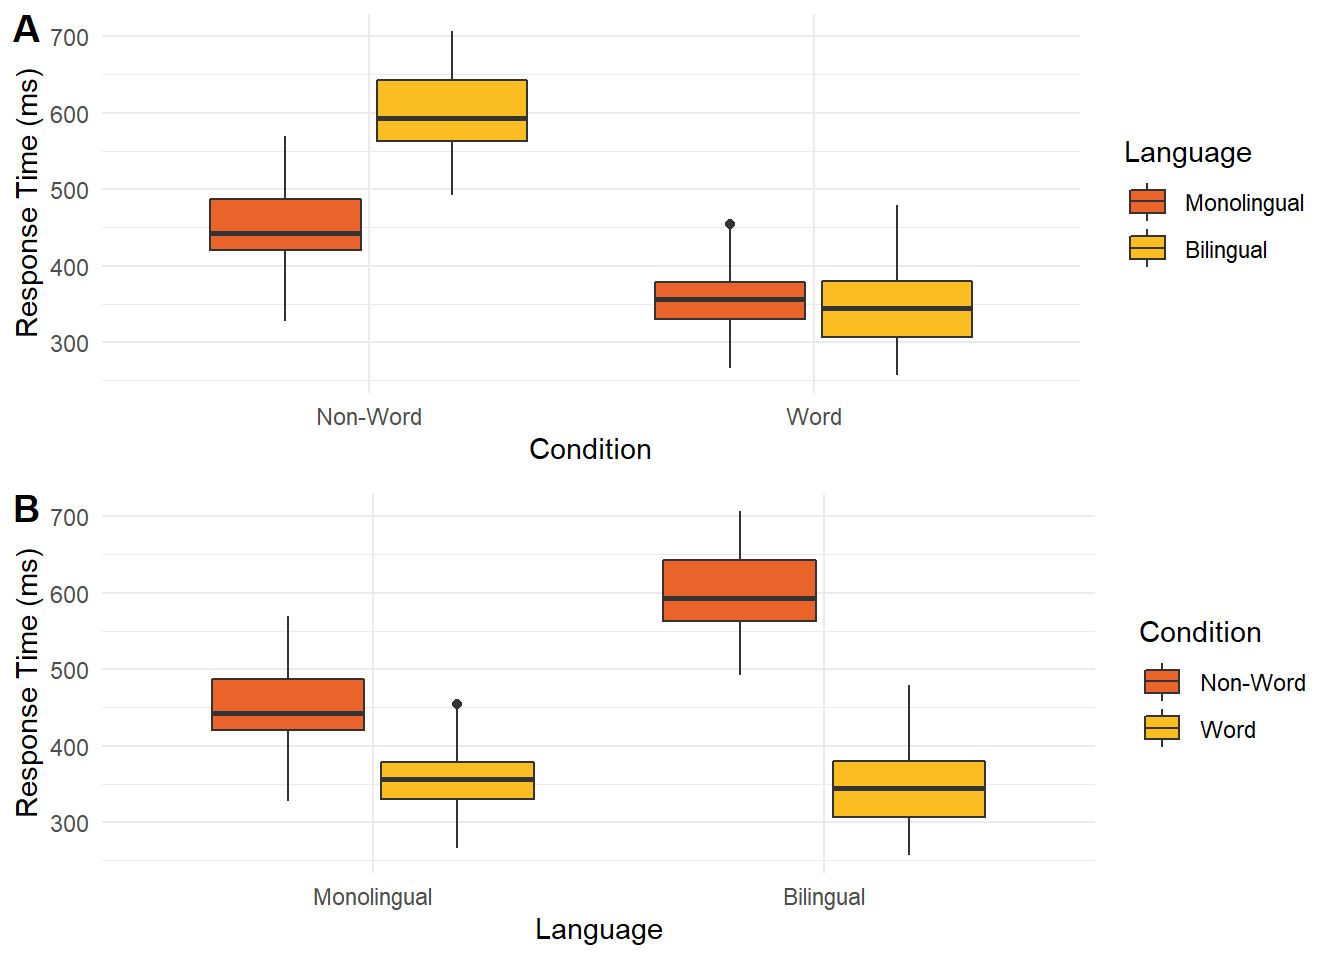 A
700
600
500
400
300
Response Time (ms)
Non-Word
Word
Condition
Language
Monolingual
Bilingual
B
700
600
500
400
300
Response Time (ms)
Monolingual
Bilingual
Language
Condition
Non-Word
Word